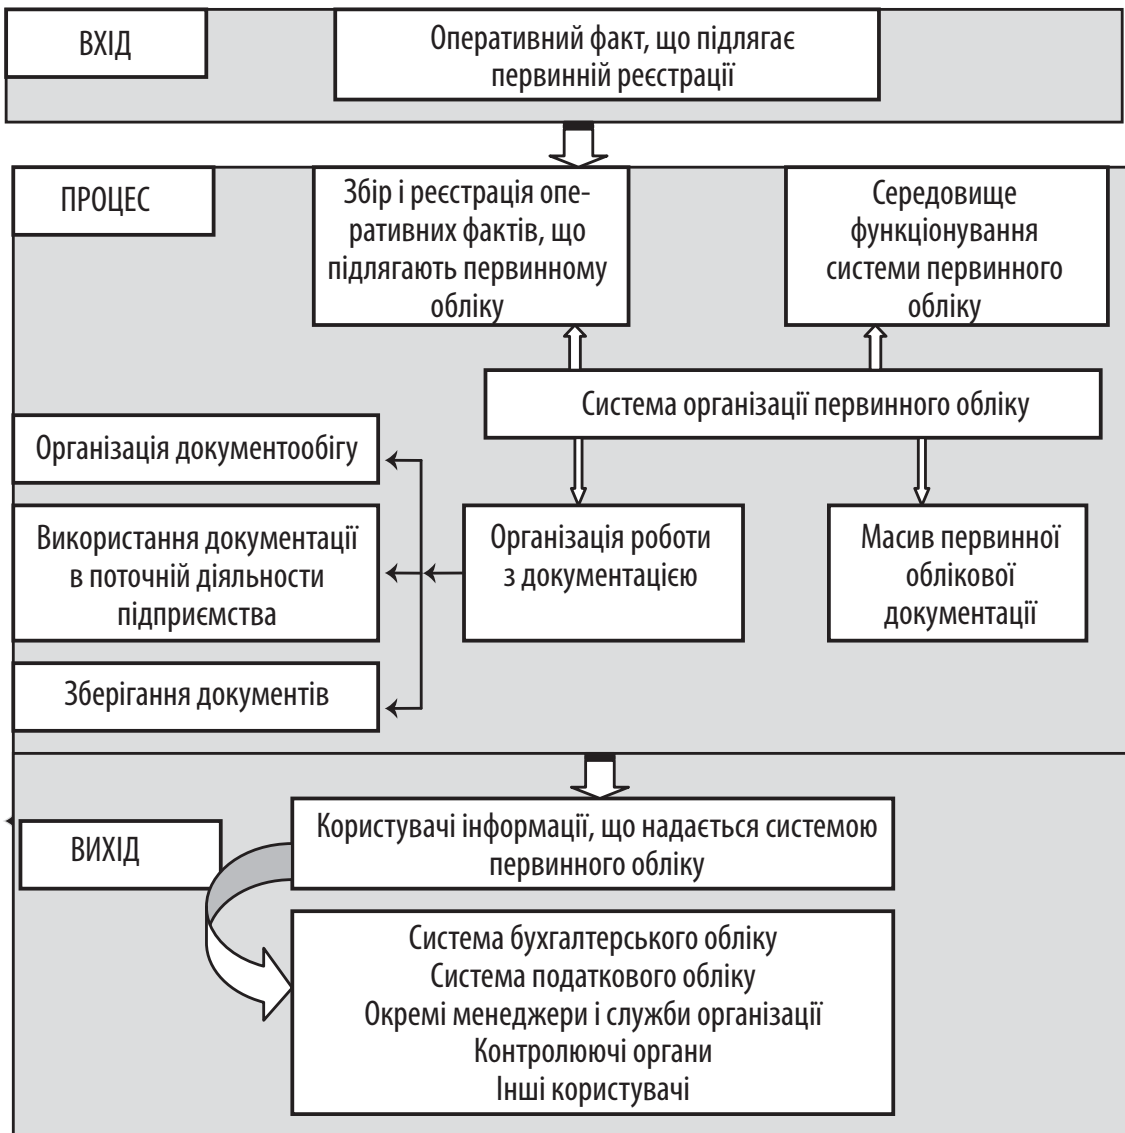 ВХІД
Оперативний факт, що підлягає
первинній реєстрації
ПРОЦЕС
Збір і реєстрація опе-
ративних фактів, що
підлягають первинному
обліку
Середовище
функціонування
системи первинного
обліку
Система організації первинного обліку
Організація документообігу
Використання документації
в поточній діяльности
підприємства
Зберігання документів
Організація роботи
з документацією
Масив первинної
облікової
документації
ВИХІД
Користувачі інформації, що надається системою
первинного обліку
Система бухгалтерського обліку
Система податкового обліку
Окремі менеджери і служби організації
Контролюючі органи
Інші користувачі